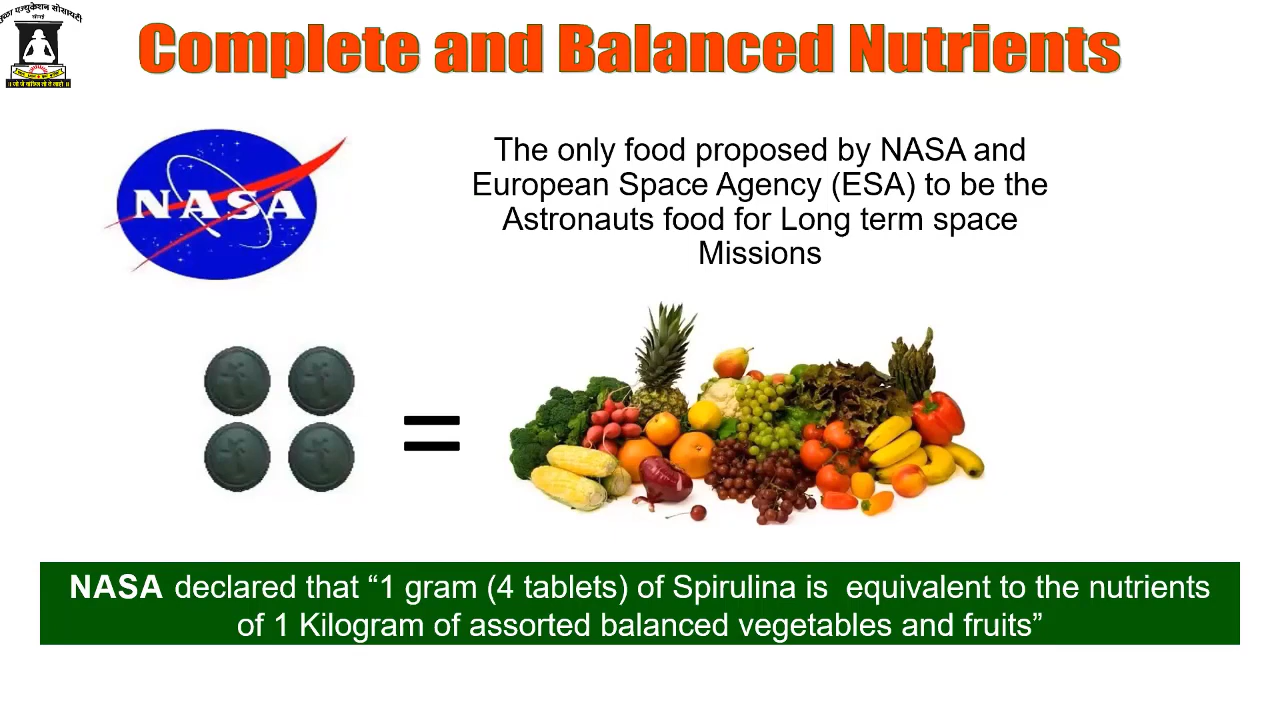 सोसायटी
Complete and Balanced Nutrients
NASA
The only food proposed by NASA and
European Space Agency (ESA) to be the
Astronauts food for Long term space
Missions
=
NASA declared that “1 gram (4 tablets) of Spirulina is  equivalent to the nutrients
of 1 Kilogram of assorted balanced vegetables and fruits”